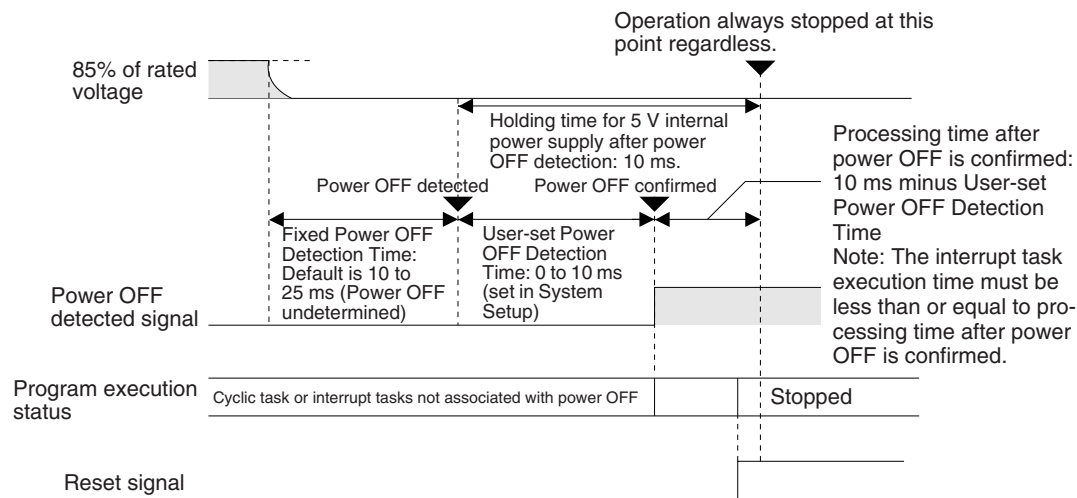 Operation always stopped at this
point regardless.
85% of rated
voltage
Holding time for 5 V internal
power supply after power
OFF detection: 10 ms.
Processing time after
power OFF is confirmed:
10 ms minus User-set
Power OFF Detection
Time
Note: The interrupt task
execution time must be
less than or equal to pro-
cessing time after power
OFF is confirmed.
Power OFF detected
Power OFF confirmed
Fixed Power OFF
Detection Time:
Default is 10 to
25 ms (Power OFF
undetermined)
User-set Power
OFF Detection
Time: 0 to 10 ms
(set in System
Setup)
Power OFF
detected signal
Program execution
status
Cyclic task or interrupt tasks not associated with power OFF
Stopped
Reset signal